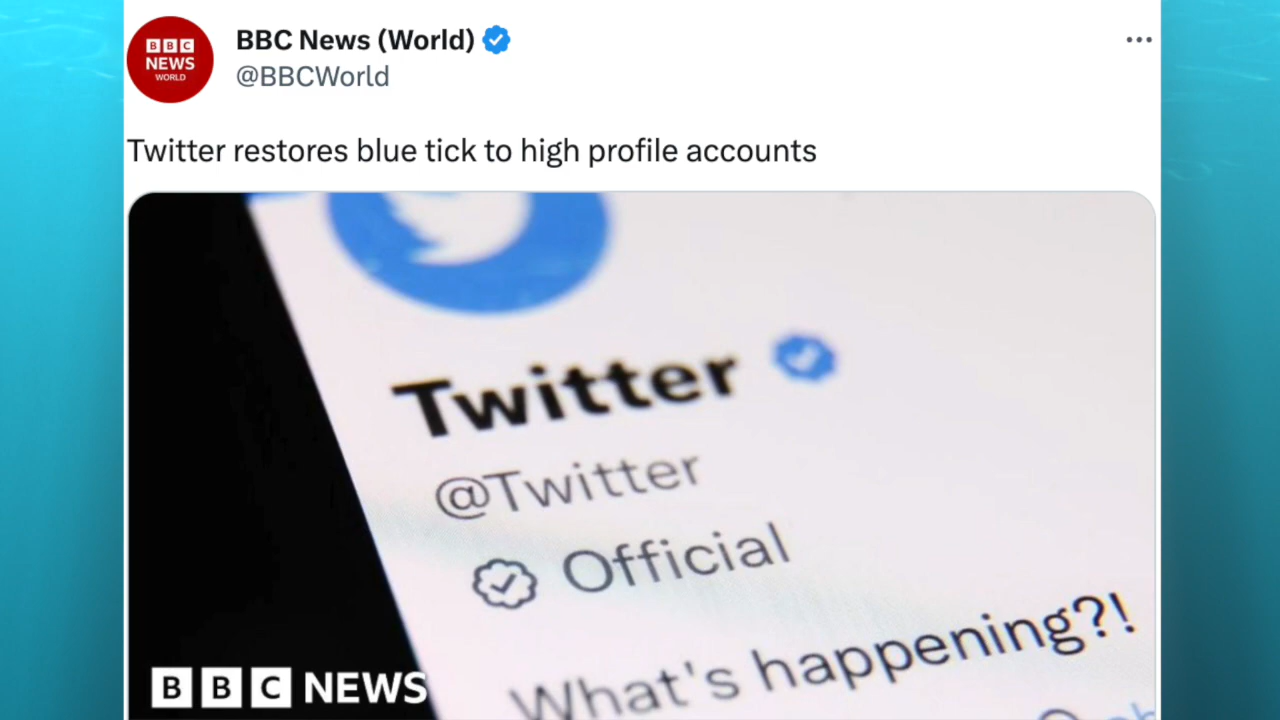 BBC
NEWS
WORLD
BBC News (World)
@BBCWorld
Twitter restores blue tick to high profile accounts
Twitter
@Twitter
Official
What's happening?!
BBC NEWS